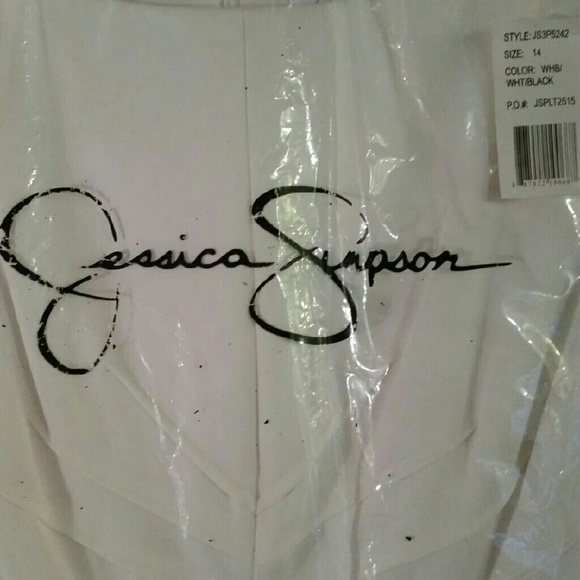 STYLE: JS3P5242
SIZE: 14
COLOR: WHB/
WHT/BLACK
P.O.#: JSPLT2515
Jessica Simpson